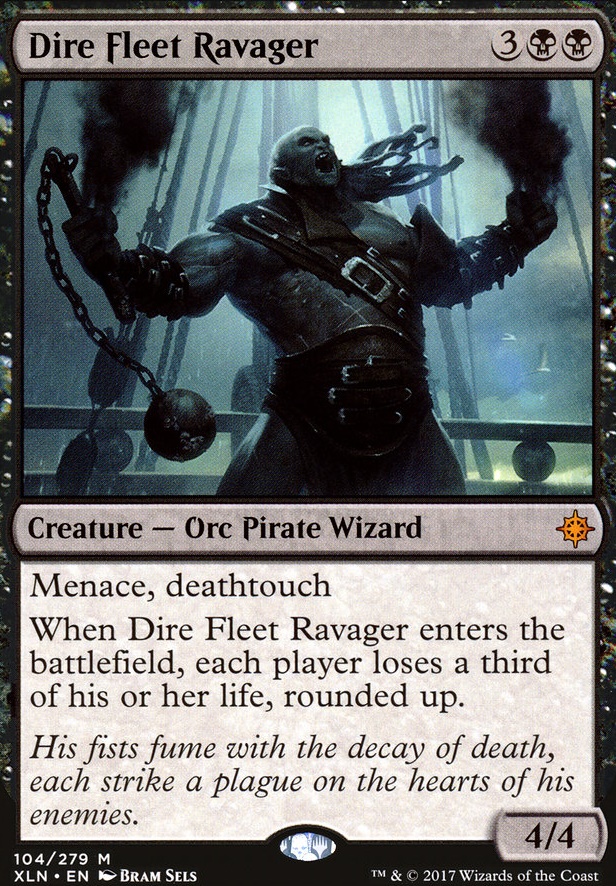 Dire Fleet Ravager 3
Creature — Orc Pirate Wizard
Menace, deathtouch
When Dire Fleet Ravager enters the
battlefield, each player loses a third
of his or her life, rounded up.
His fists fume with the decay of death,
each strike a plague on the hearts of his
enemies.
4/4
104/279 M
XLN • EN Bram Sels
™ & © 2017 Wizards of the Coast